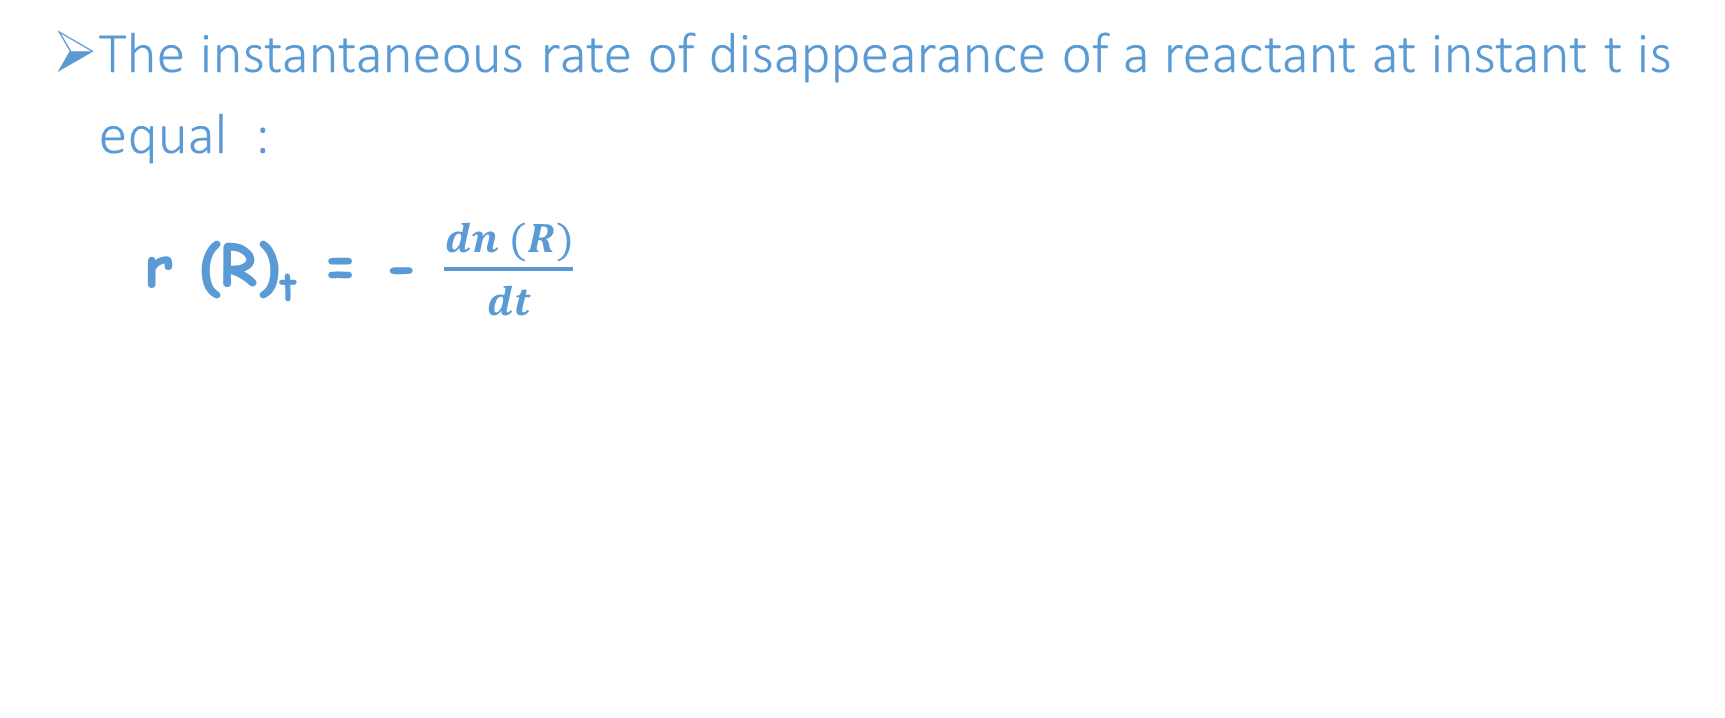 ➢The instantaneous rate of disappearance of a reactant at instant t is
equal :
r (R)t = - dn (R) / dt